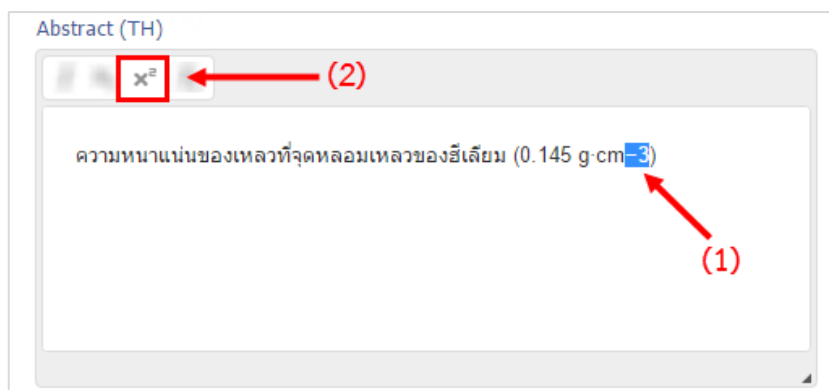 Abstract (TH)
x² (2)
ความหนาแน่นของเหลวที่จุดหลอมเหลวของฮีเลียม (0.145 g·cm−3)
(1)